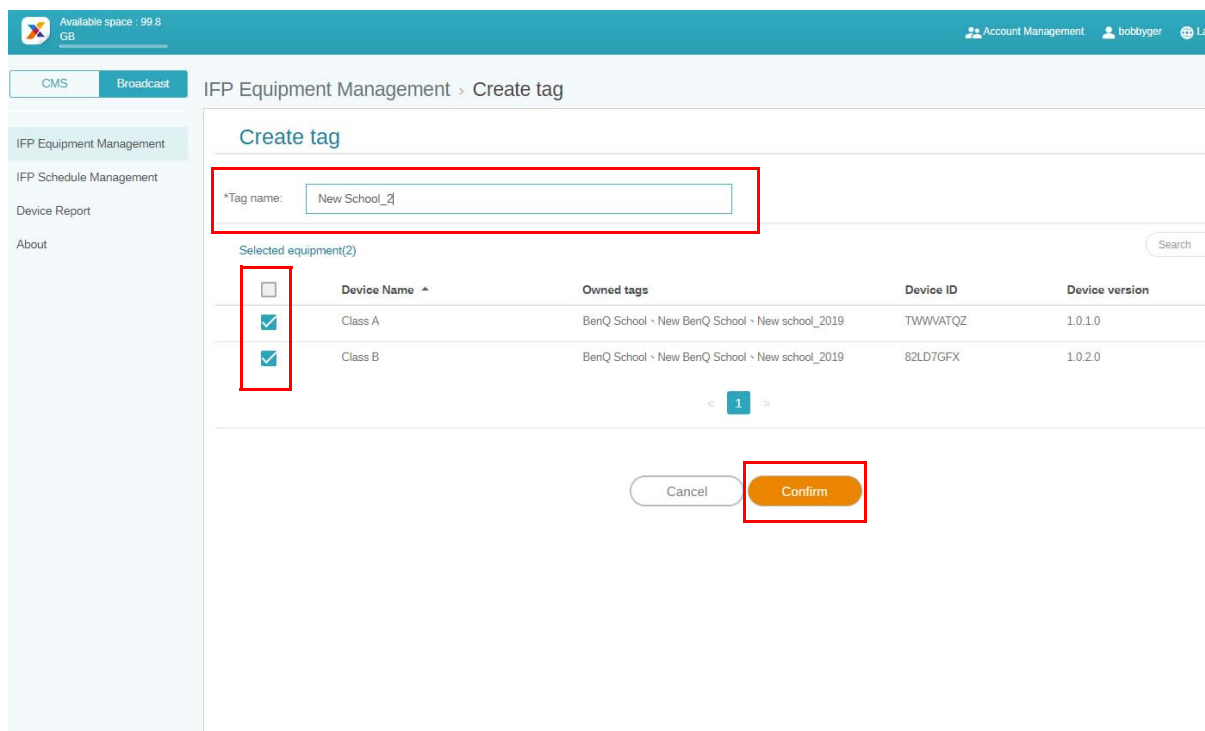 Available space : 99.8
GB
Account Management bobbyger
CMS Broadcast
IFP Equipment Management › Create tag
IFP Equipment Management
IFP Schedule Management
Device Report
About
Create tag
*Tag name: New School_2
Selected equipment(2) Search
Device Name Owned tags Device ID Device version
Class A BenQ School、New BenQ School、New school_2019 TWWVATQZ 1.0.1.0
Class B BenQ School、New BenQ School、New school_2019 82LD7GFX 1.0.2.0
< 1 >
Cancel Confirm